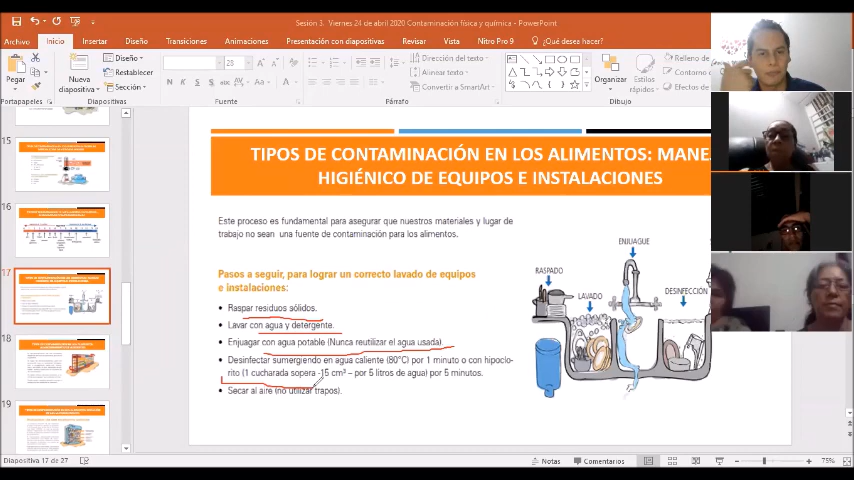 Sesión 3. Viernes 24 de abril 2020 Contaminación física y química - PowerPoint
Archivo Inicio Insertar Diseño Transiciones Animaciones Presentación con diapositivas Revisar Vista Nitro Pro 9 ¿Qué desea hacer?
Pegar
Nueva diapositiva
Diseño
Restablecer
Sección
N K S
Aa
28
Dirección del texto
Alinear texto
Convertir a SmartArt
Organizar
Estilos rápidos
Relleno de
Contorno
Efectos de
Portapapeles
Diapositivas
Fuente
Párrafo
Dibujo
15
16
17
18
19
TIPOS DE CONTAMINACIÓN EN LOS ALIMENTOS: MANE
HIGIÉNICO DE EQUIPOS E INSTALACIONES
Este proceso es fundamental para asegurar que nuestros materiales y lugar de
trabajo no sean una fuente de contaminación para los alimentos.
Pasos a seguir, para lograr un correcto lavado de equipos
e instalaciones:
• Raspar residuos sólidos.
• Lavar con agua y detergente.
• Enjuagar con agua potable (Nunca reutilizar el agua usada).
• Desinfectar sumergiendo en agua caliente (80°C) por 1 minuto o con hipoclo-
rito (1 cucharada sopera -15 cm³ – por 5 litros de agua) por 5 minutos.
• Secar al aire (no utilizar trapos).
RASPADO
LAVADO
ENJUAGUE
DESINFECCIÓN
Diapositiva 17 de 27
Notas
Comentarios
75%